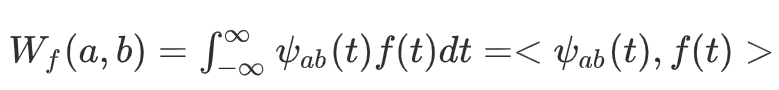 W_f(a, b) = ∫_{-∞}^{∞} ψ_{ab}(t)f(t)dt =< ψ_{ab}(t), f(t) >